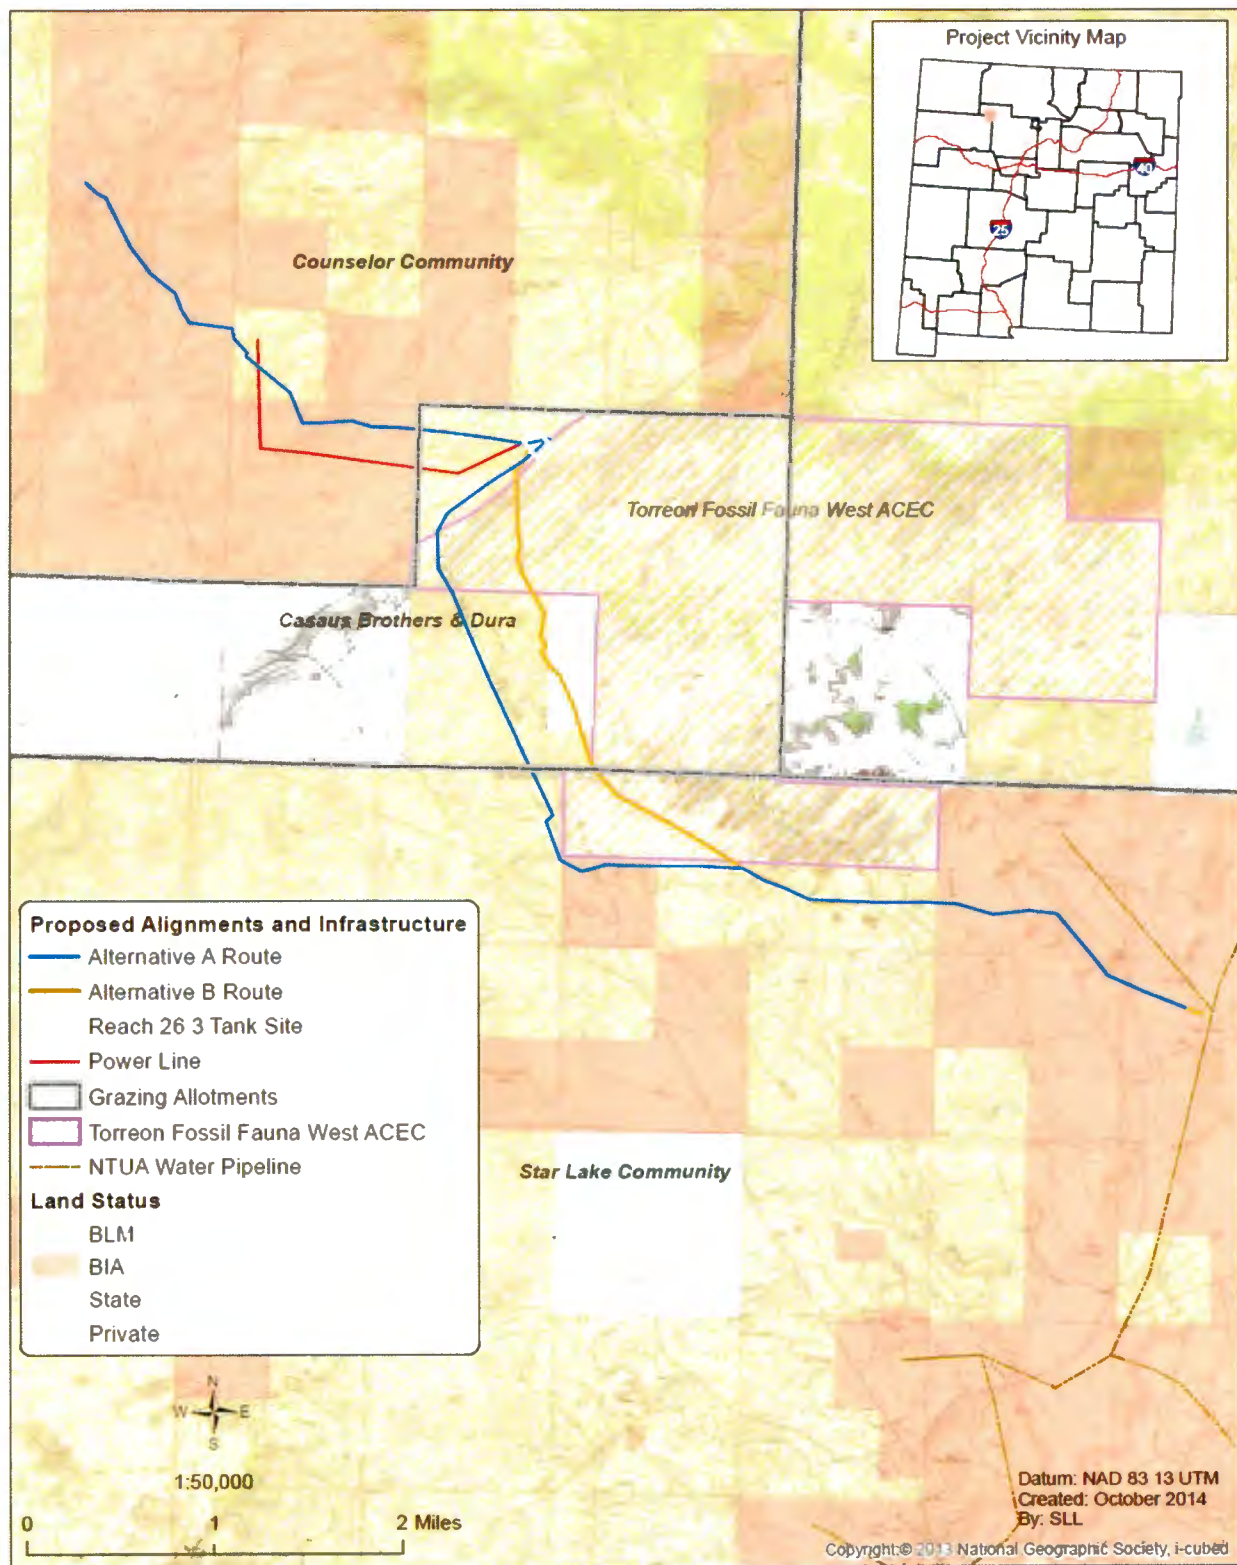 Project Vicinity Map
40
25
Counselor Community
Torreon Fossil Fauna West ACEC
Casaus Brothers & Dura
Proposed Alignments and Infrastructure
Alternative A Route
Alternative B Route
Reach 26 3 Tank Site
Power Line
Grazing Allotments
Torreon Fossil Fauna West ACEC
NTUA Water Pipeline
Land Status
BLM
BIA
State
Private
Star Lake Community
N
W E
S
1:50,000
0 1 2 Miles
Datum: NAD 83 13 UTM
Created: October 2014
By: SLL
Copyright:© 2013 National Geographic Society, i-cubed